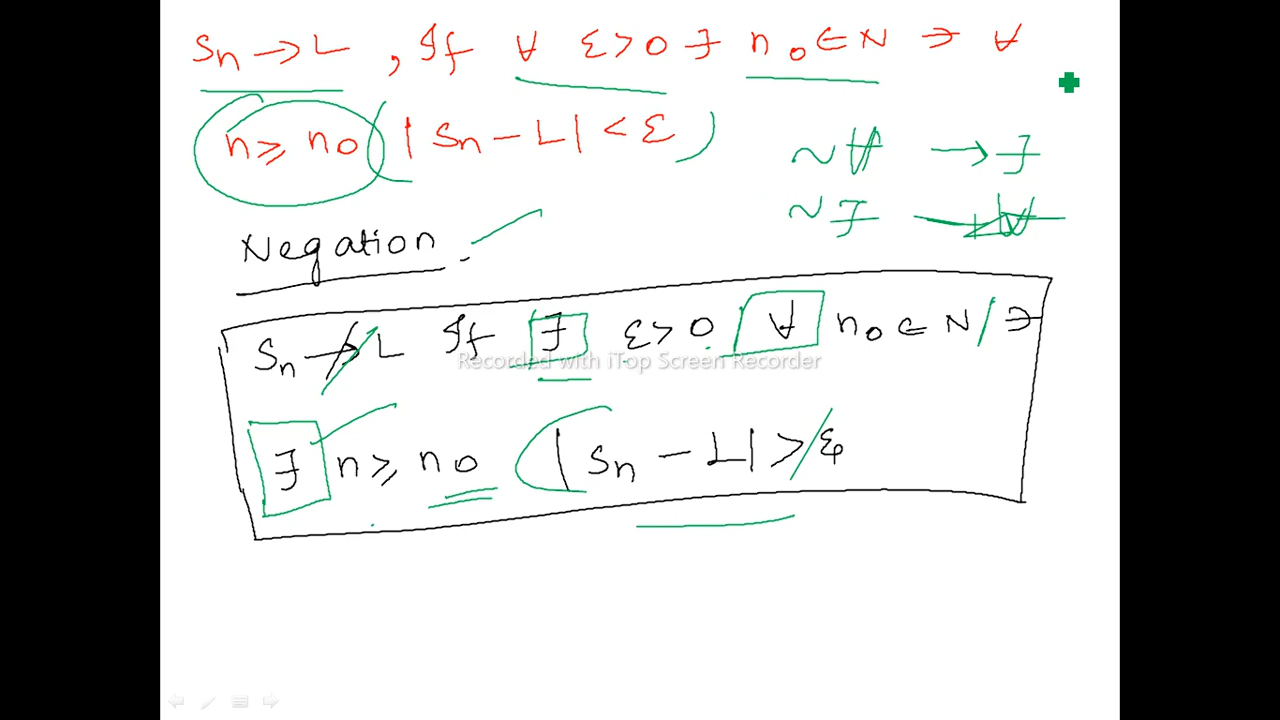 Sn → L , If ∀ ε > 0 ∃ n₀ ∈ N ∋ ∀
n ≥ n₀ ( | Sn − L | < ε )
~ ∀ → ∃
~ ∃ → ∀
Negation .
Sn ↛ L If ∃ ε > 0 ∀ n₀ ∈ N / ∋
Recorded with iTop Screen Recorder
∃ n ≥ n₀ ( | Sn − L | > ε